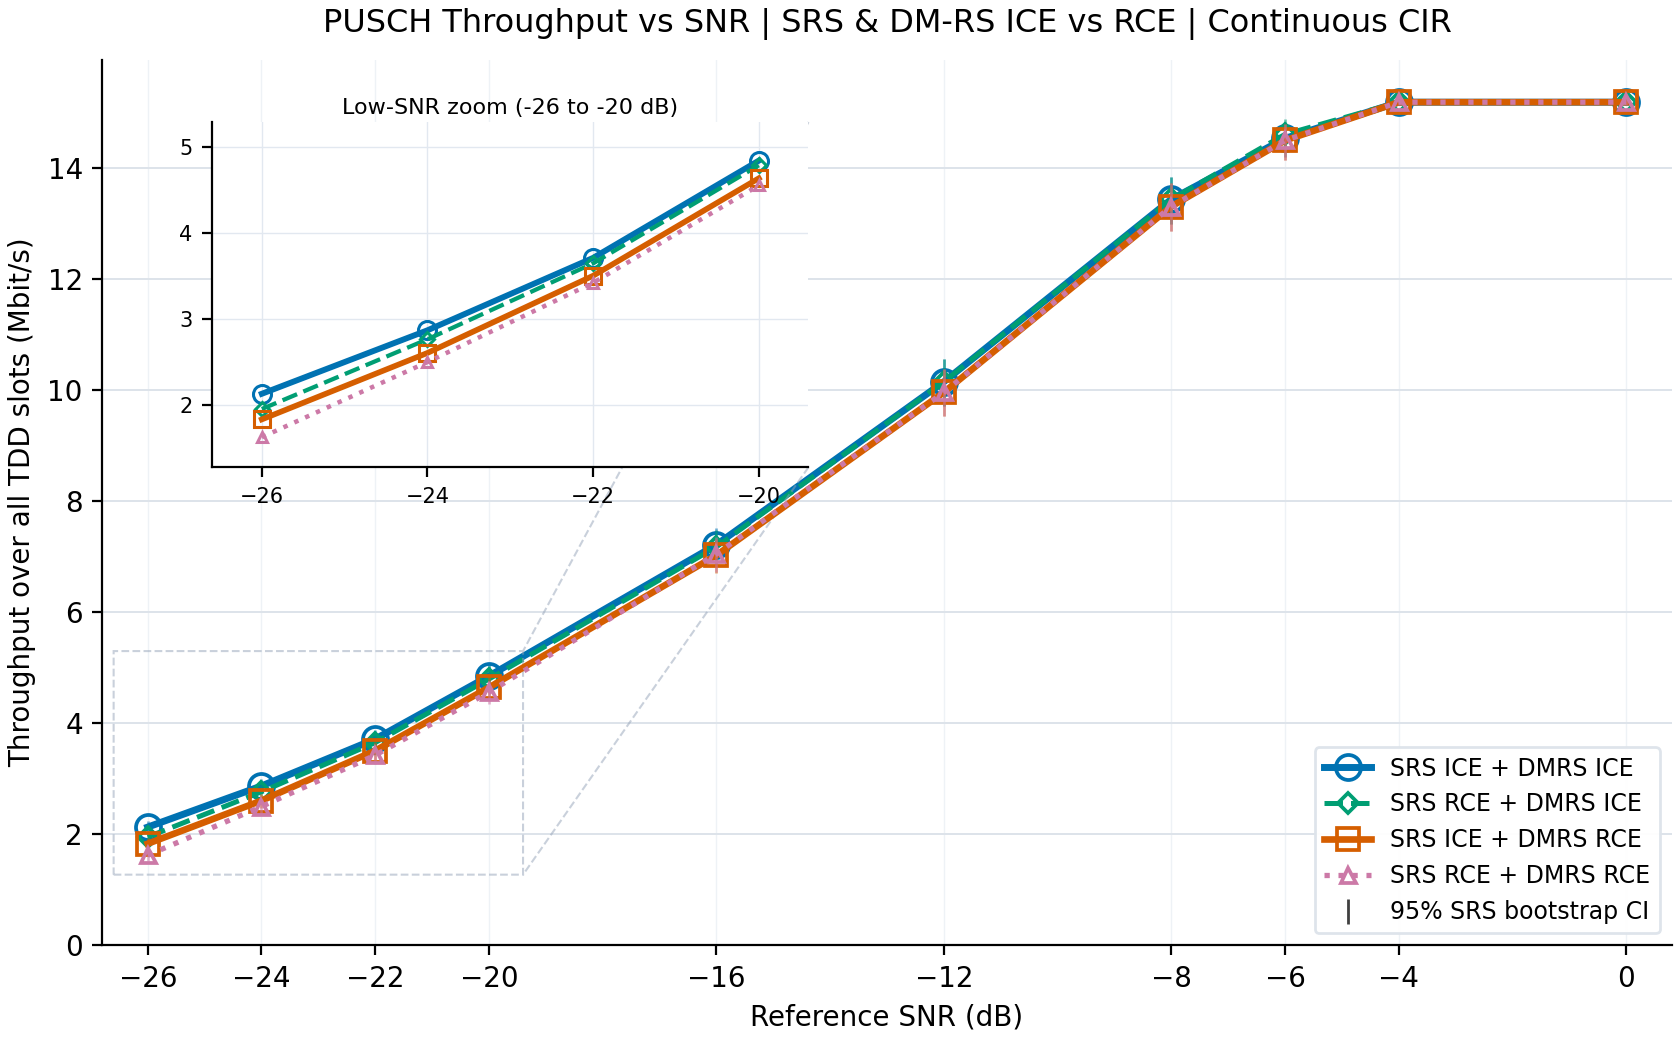 PUSCH Throughput vs SNR | SRS & DM-RS ICE vs RCE | Continuous CIR
Low-SNR zoom (-26 to -20 dB)
5
4
3
2
−26 −24 −22 −20
Throughput over all TDD slots (Mbit/s)
14
12
10
8
6
4
2
0
−26 −24 −22 −20 −16 −12 −8 −6 −4 0
Reference SNR (dB)
SRS ICE + DMRS ICE
SRS RCE + DMRS ICE
SRS ICE + DMRS RCE
SRS RCE + DMRS RCE
95% SRS bootstrap CI